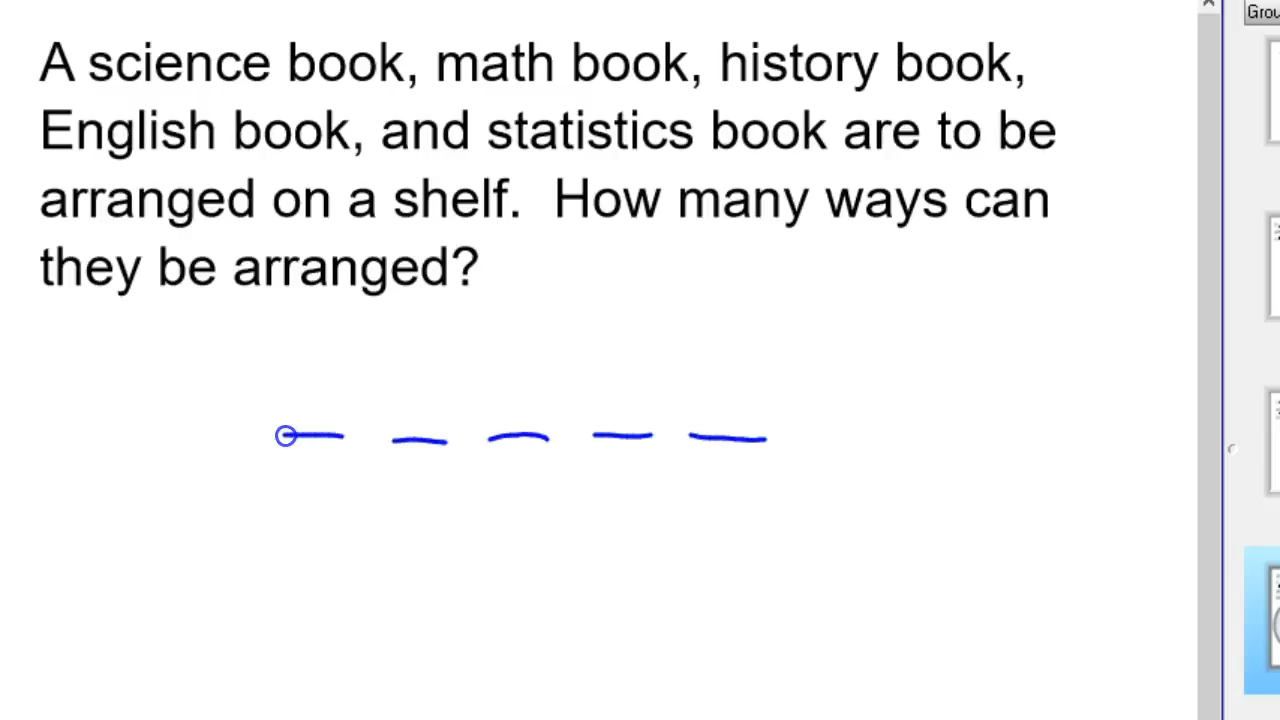 Grou
A science book, math book, history book,
English book, and statistics book are to be
arranged on a shelf.  How many ways can
they be arranged?